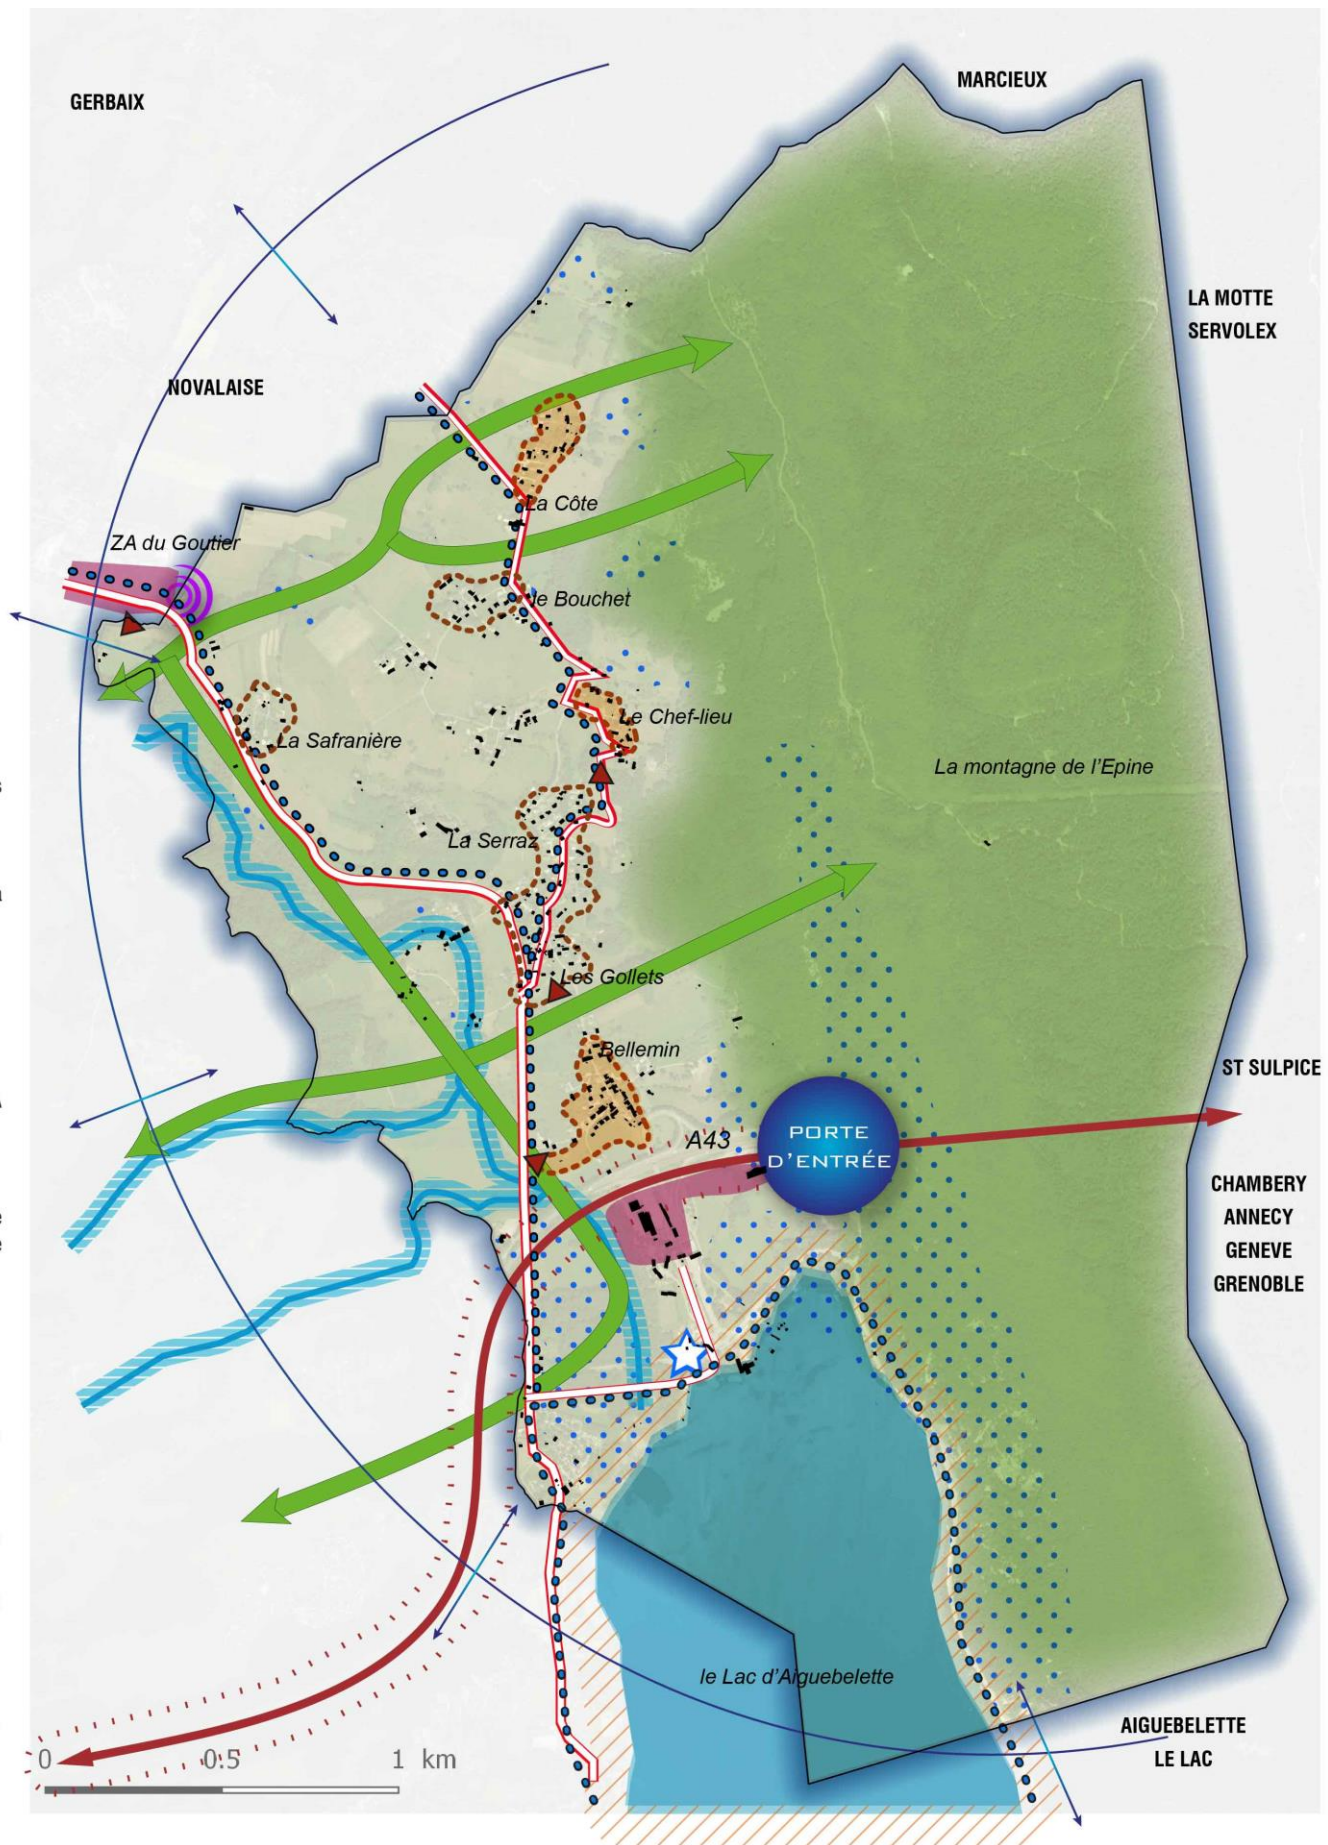 GERBAIX
MARCIEUX
LA MOTTE
SERVOLEX
NOVALAISE
La Côte
ZA du Goutier
le Bouchet
Le Chef-lieu
La Safranière
La montagne de l'Epine
s
La Serraz
a
Les Gollets
Bellemin
ST SULPICE
A
A43
PORTE
D'ENTRÉE
CHAMBERY
ANNECY
GENEVE
GRENOBLE
e
e
le Lac d'Aiguebelette
AIGUEBELETTE
LE LAC
0 0.5 1 km